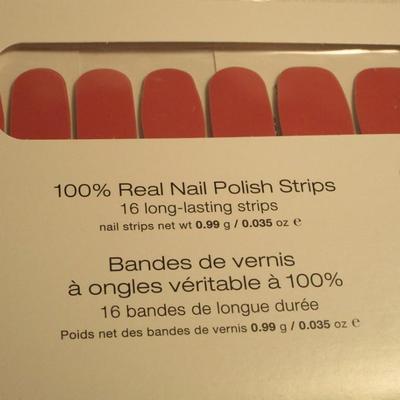 100% Real Nail Polish Strips
16 long-lasting strips
nail strips net wt 0.99 g / 0.035 oz ℮
Bandes de vernis
à ongles véritable à 100%
16 bandes de longue durée
Poids net des bandes de vernis 0.99 g / 0.035 oz ℮